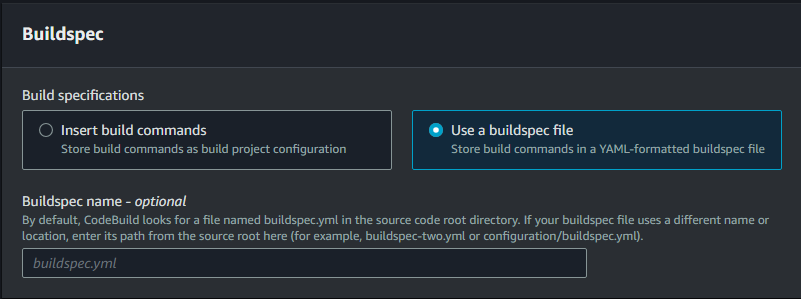 Buildspec
Build specifications
Insert build commands
Store build commands as build project configuration
Use a buildspec file
Store build commands in a YAML-formatted buildspec file
Buildspec name - optional
By default, CodeBuild looks for a file named buildspec.yml in the source code root directory. If your buildspec file uses a different name or
location, enter its path from the source root here (for example, buildspec-two.yml or configuration/buildspec.yml).
buildspec.yml